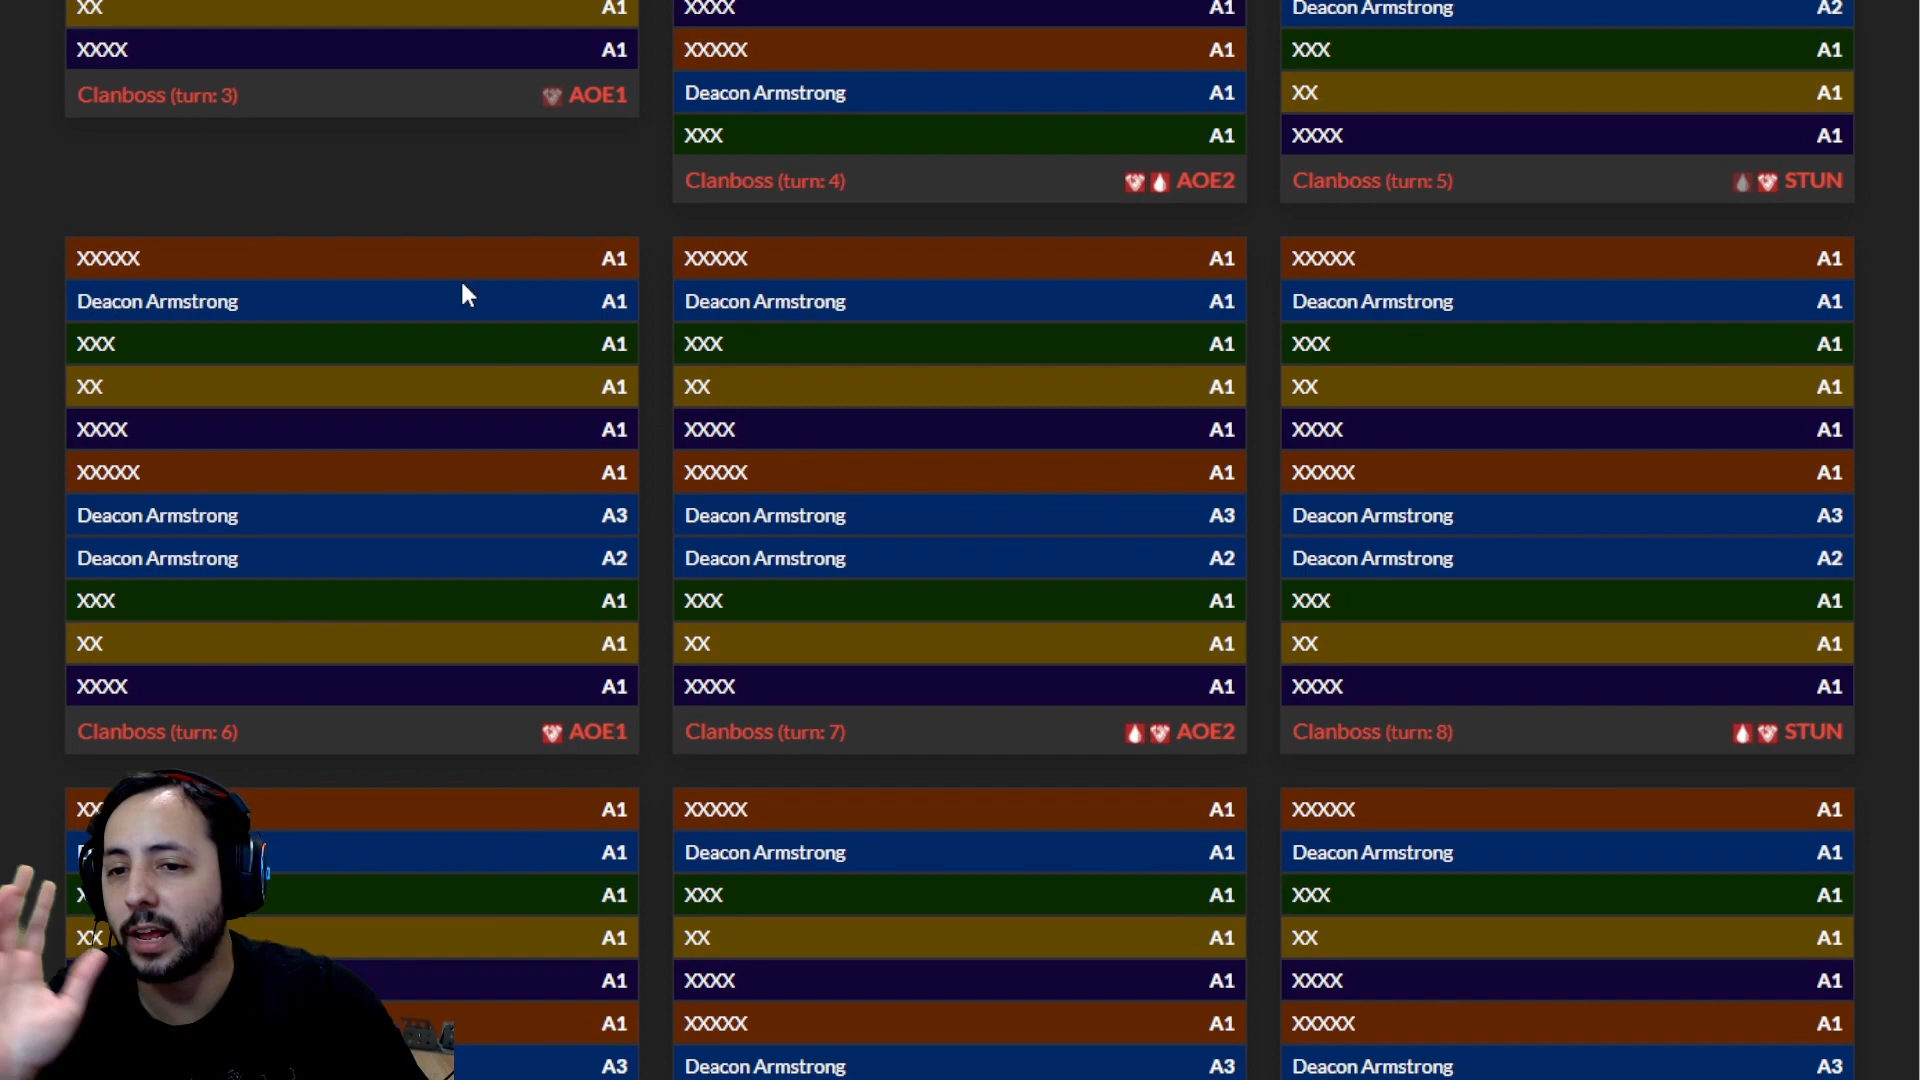 XX A1
XXXX A1
Clanboss (turn: 3) AOE1
XXXX A1
XXXXX A1
Deacon Armstrong A1
XXX A1
Clanboss (turn: 4) AOE2
Deacon Armstrong A2
XXX A1
XX A1
XXXX A1
Clanboss (turn: 5) STUN
XXXXX A1
Deacon Armstrong A1
XXX A1
XX A1
XXXX A1
XXXXX A1
Deacon Armstrong A3
Deacon Armstrong A2
XXX A1
XX A1
XXXX A1
Clanboss (turn: 6) AOE1
XXXXX A1
Deacon Armstrong A1
XXX A1
XX A1
XXXX A1
XXXXX A1
Deacon Armstrong A3
Deacon Armstrong A2
XXX A1
XX A1
XXXX A1
Clanboss (turn: 7) AOE2
XXXXX A1
Deacon Armstrong A1
XXX A1
XX A1
XXXX A1
XXXXX A1
Deacon Armstrong A3
Deacon Armstrong A2
XXX A1
XX A1
XXXX A1
Clanboss (turn: 8) STUN
A1
A1
A1
XX A1
A1
A1
A3
XXXXX A1
Deacon Armstrong A1
XXX A1
XX A1
XXXX A1
XXXXX A1
Deacon Armstrong A3
XXXXX A1
Deacon Armstrong A1
XXX A1
XX A1
XXXX A1
XXXXX A1
Deacon Armstrong A3